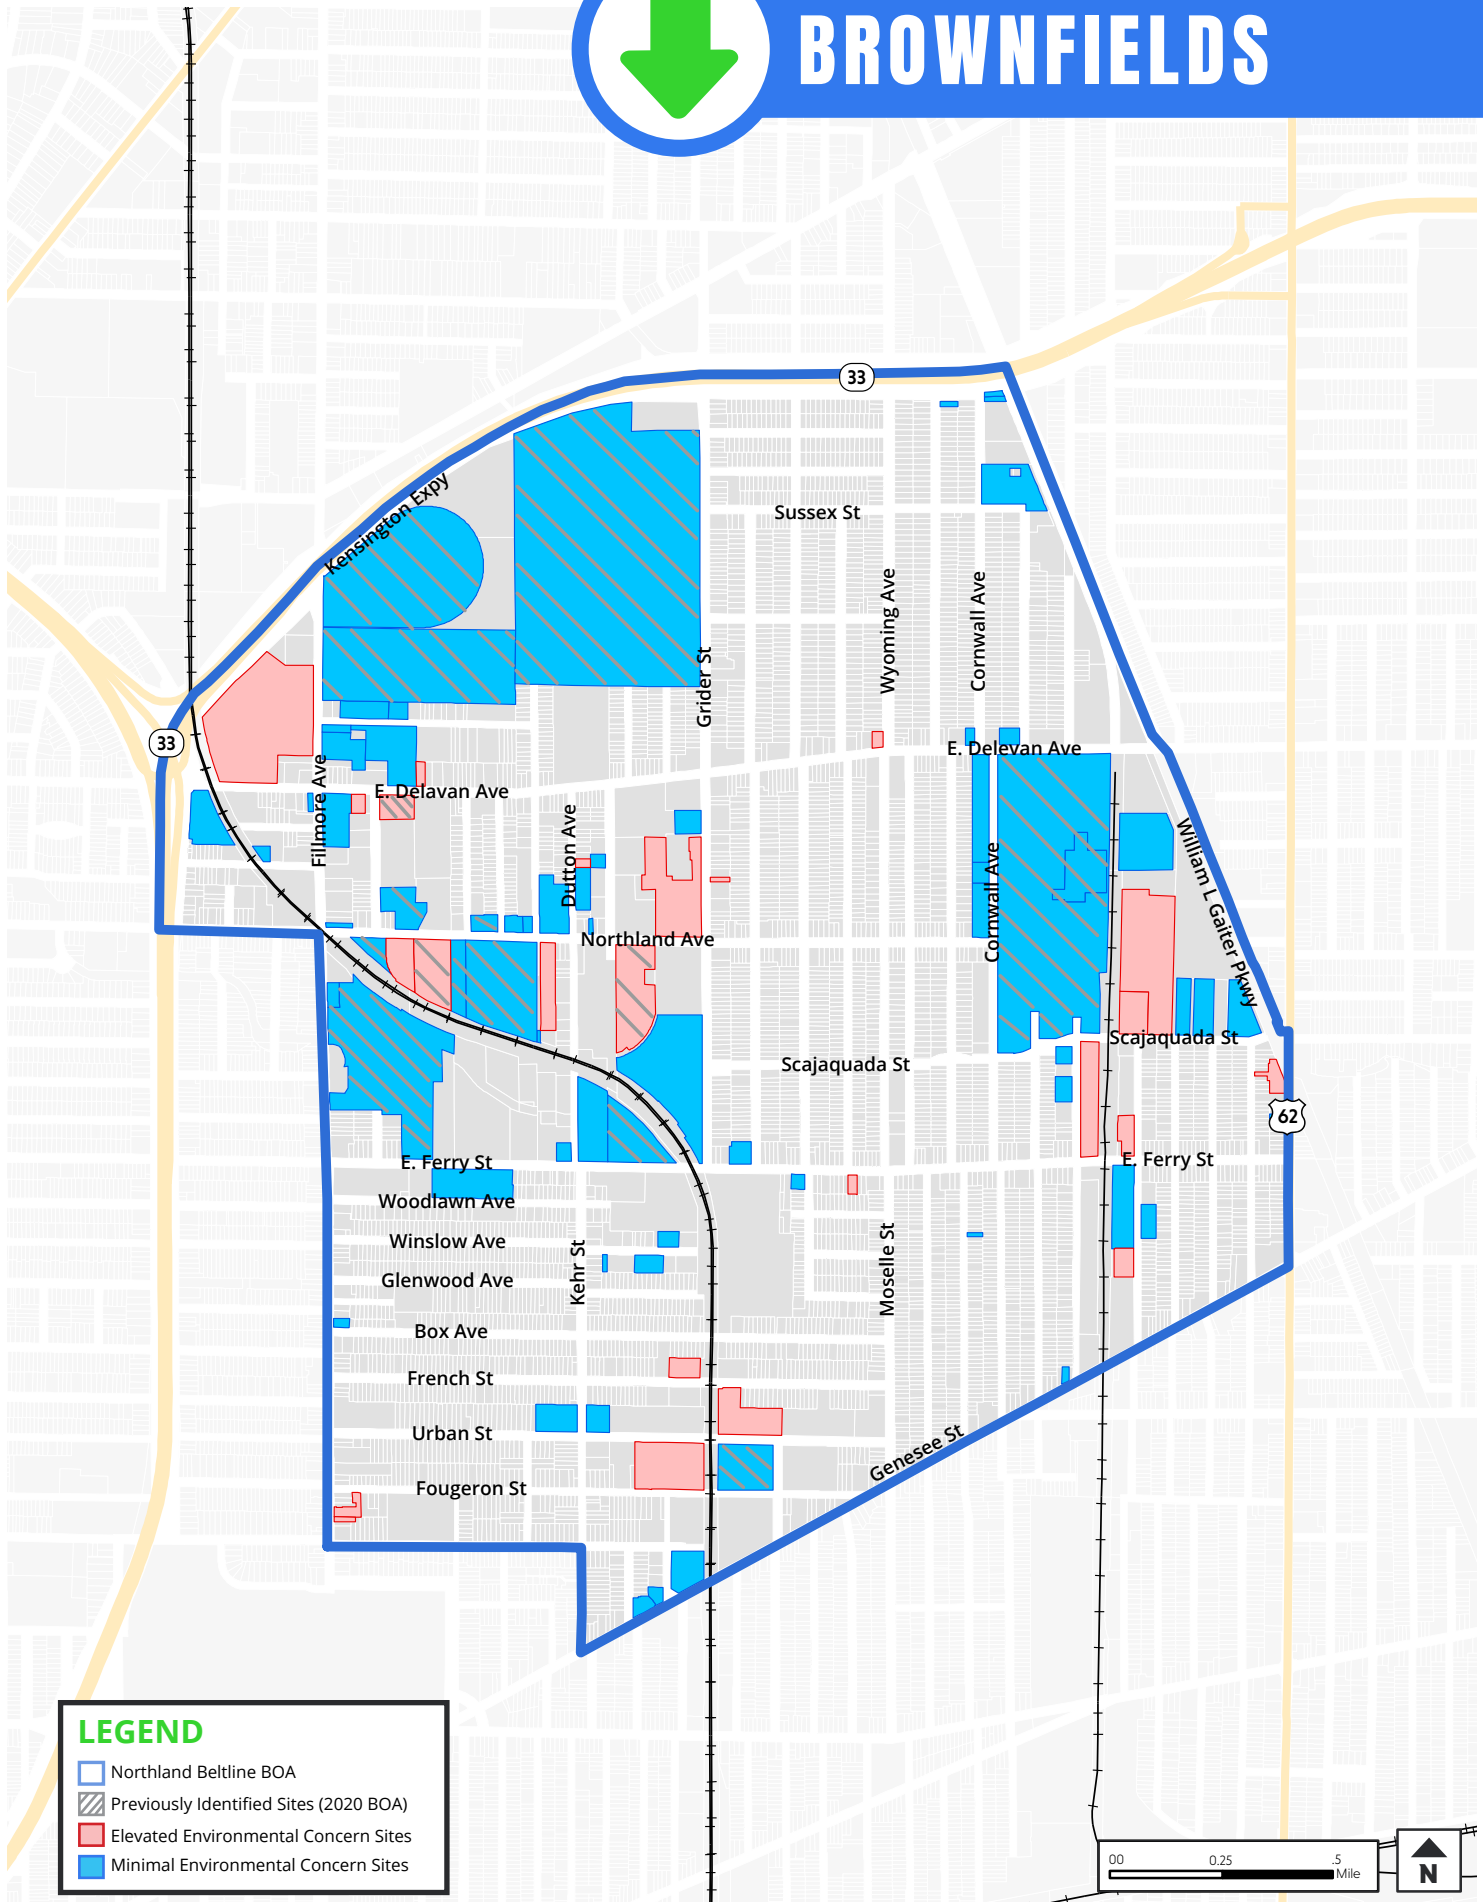 BROWNFIELDS
33
Kensington Expy
Sussex St
Wyoming Ave
Cornwall Ave
Grider St
33
E. Delevan Ave
Fillmore Ave
E. Delavan Ave
Dutton Ave
Cornwall Ave
William L Gaiter Pkwy
Northland Ave
Scajaquada St
Scajaquada St
62
E. Ferry St
E. Ferry St
Woodlawn Ave
Winslow Ave
Kehr St
Moselle St
Glenwood Ave
Box Ave
French St
Urban St
Genesee St
Fougeron St
LEGEND
Northland Beltline BOA
Previously Identified Sites (2020 BOA)
Elevated Environmental Concern Sites
Minimal Environmental Concern Sites
00 0.25 .5
Mile
N